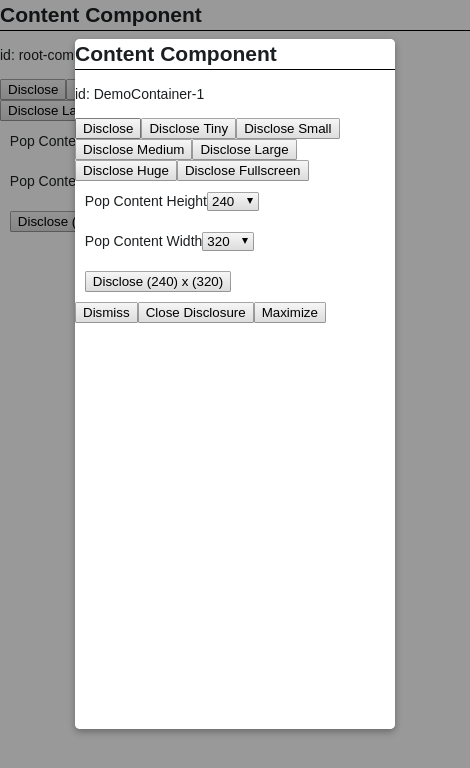 Content Component
id: root-com
Disclose
Disclose La
Pop Conte
Pop Conte
Disclose (
Content Component
id: DemoContainer-1
Disclose Disclose Tiny Disclose Small
Disclose Medium Disclose Large
Disclose Huge Disclose Fullscreen
Pop Content Height 240
Pop Content Width 320
Disclose (240) x (320)
Dismiss Close Disclosure Maximize